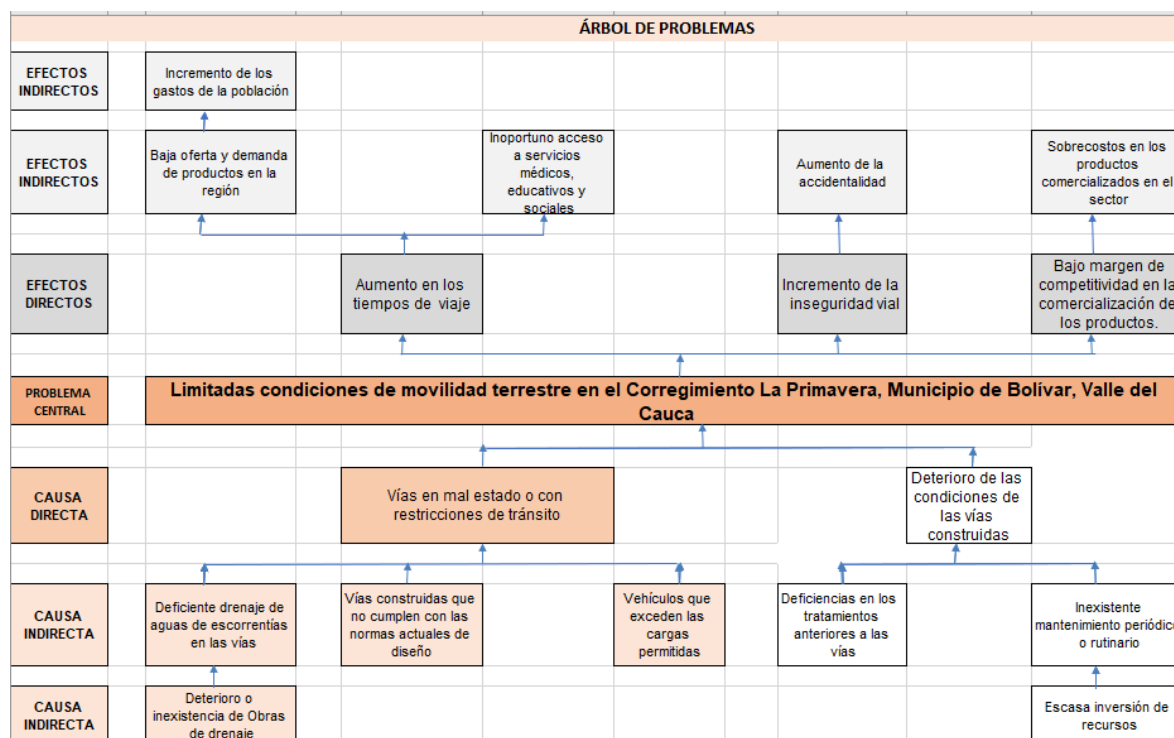 ÁRBOL DE PROBLEMAS
EFECTOS
INDIRECTOS
Incremento de los
gastos de la población
EFECTOS
INDIRECTOS
Baja oferta y demanda
de productos en la
región
Inoportuno acceso
a servicios
médicos,
educativos y
sociales
Aumento de la
accidentalidad
Sobrecostos en los
productos
comercializados en el
sector
EFECTOS
DIRECTOS
Aumento en los
tiempos de viaje
Incremento de la
inseguridad vial
Bajo margen de
competitividad en la
comercialización de
los productos.
PROBLEMA
CENTRAL
Limitadas condiciones de movilidad terrestre en el Corregimiento La Primavera, Municipio de Bolívar, Valle del
Cauca
CAUSA
DIRECTA
Vías en mal estado o con
restricciones de tránsito
Deterioro de las
condiciones de
las vías
construidas
CAUSA
INDIRECTA
Deficiente drenaje de
aguas de escorrentías
en las vías
Vías construidas que
no cumplen con las
normas actuales de
diseño
Vehículos que
exceden las
cargas
permitidas
Deficiencias en los
tratamientos
anteriores a las
vías
Inexistente
mantenimiento periódico
o rutinario
CAUSA
INDIRECTA
Deterioro o
inexistencia de Obras
de drenaje
Escasa inversión de
recursos